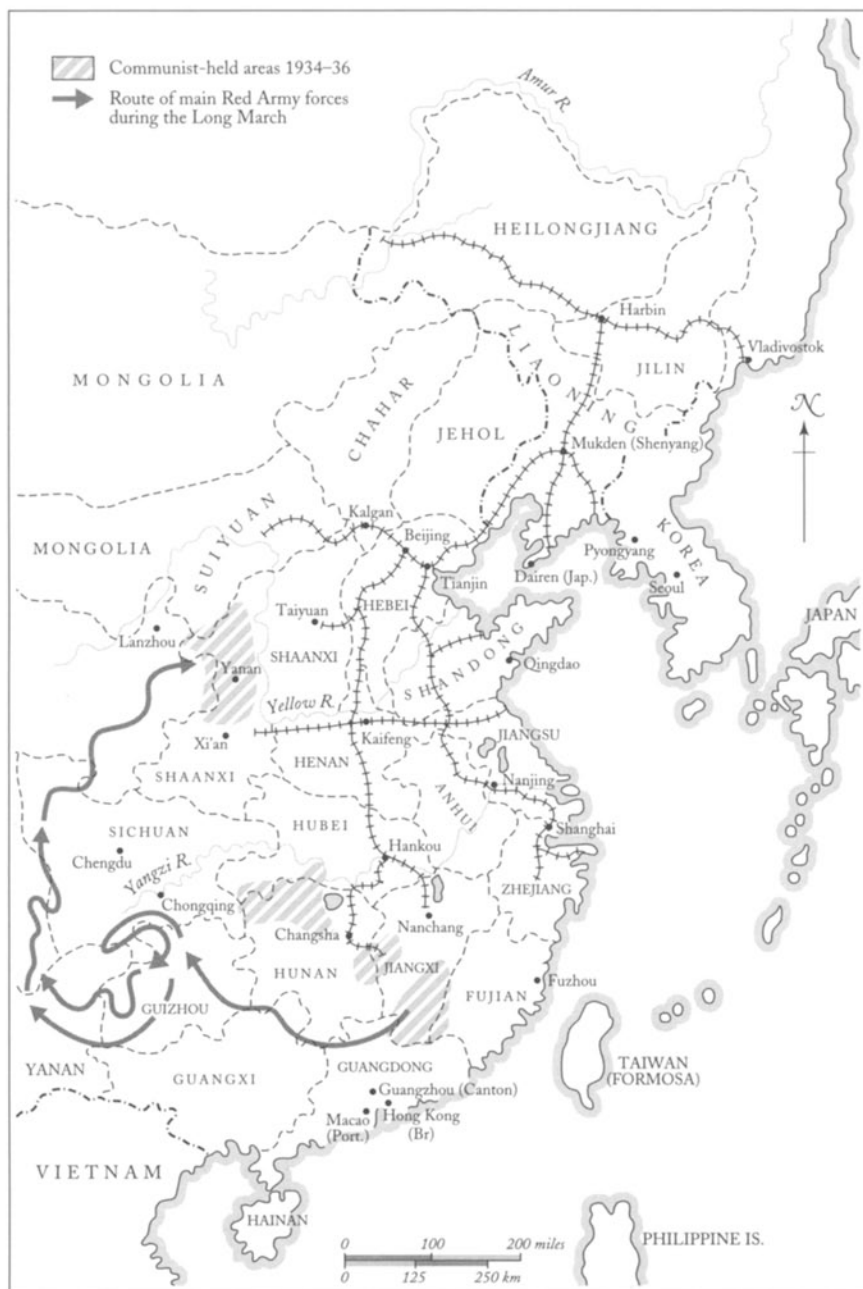 Communist-held areas 1934–36
Route of main Red Army forces
during the Long March
Amur R.
HEILONGJIANG
Harbin
Vladivostok
MONGOLIA
CHAHAR
LIAONING
JILIN
JEHOL
Mukden (Shenyang)
N
SUIYUAN
Kalgan
Beijing
MONGOLIA
Tianjin
Dairen (Jap.)
Pyongyang
KOREA
Seoul
Lanzhou
Taiyuan
HEBEI
JAPAN
SHAANXI
SHANDONG
Qingdao
Yanan
Yellow R.
Kaifeng
JIANGSU
Xi'an
SHAANXI
HENAN
ANHUI
Nanjing
SICHUAN
HUBEI
Shanghai
Chengdu
Hankou
Yangzi R.
ZHEJIANG
Chongqing
Nanchang
Changsha
JIANGXI
HUNAN
FUJIAN
Fuzhou
GUIZHOU
YANAN
GUANGXI
GUANGDONG
TAIWAN
(FORMOSA)
Guangzhou (Canton)
Macao
(Port.)
Hong Kong
(Br)
VIETNAM
HAINAN
PHILIPPINE IS.
0 100 200 miles
0 125 250 km